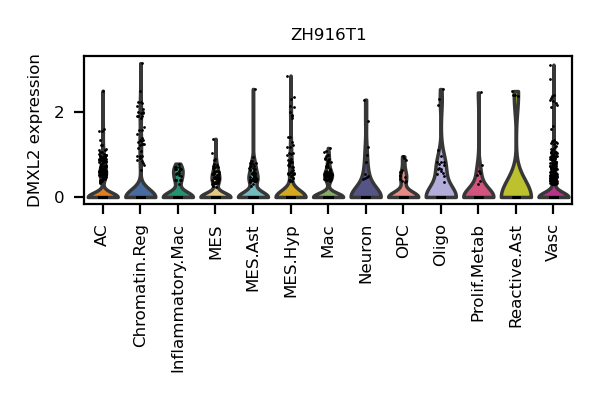 ZH916T1
DMXL2 expression
2
0
AC
Chromatin.Reg
Inflammatory.Mac
MES
MES.Ast
MES.Hyp
Mac
Neuron
OPC
Oligo
Prolif.Metab
Reactive.Ast
Vasc